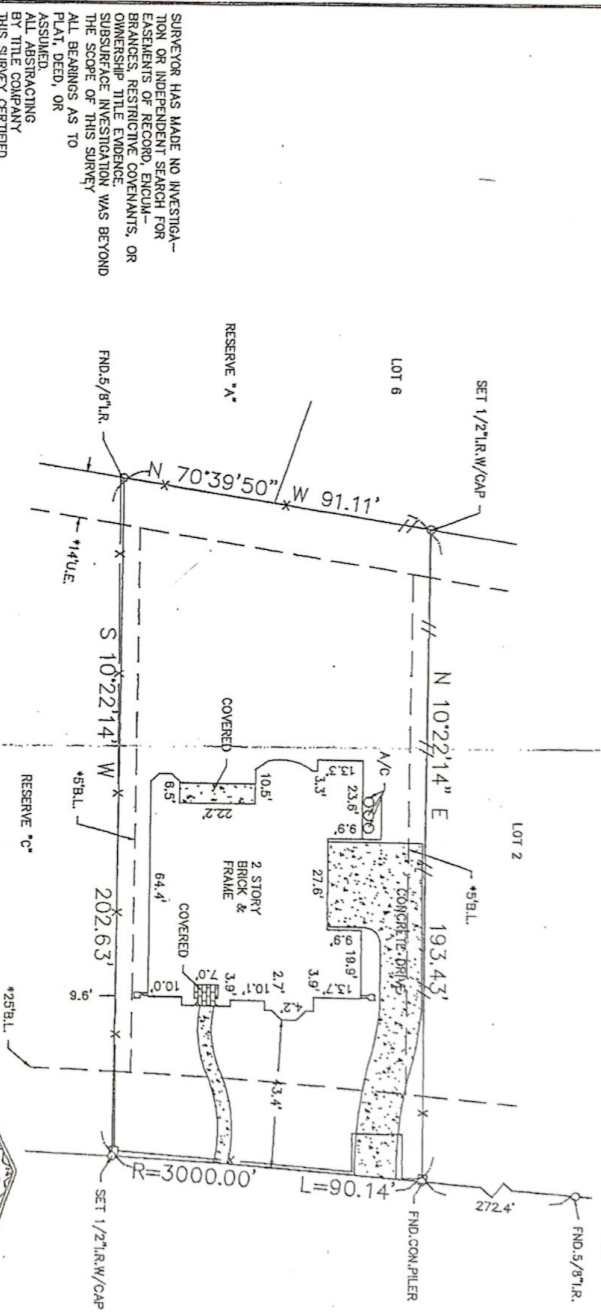 SURVEYOR HAS MADE NO INVESTIGA-
TION OR INDEPENDENT SEARCH FOR
EASEMENTS OF RECORD, ENCUM-
BRANCES, RESTRICTIVE COVENANTS, OR
OWNERSHIP TITLE EVIDENCE.
SUBSURFACE INVESTIGATION WAS BEYOND
THE SCOPE OF THIS SURVEY
ALL BEARINGS AS TO
PLAT, DEED, OR
ASSUMED.
ALL ABSTRACTING
BY TITLE COMPANY
THIS SURVEY CERTIFIED
SET 1/2"I.R.W/CAP
LOT 6
RESERVE "A"
FND.5/8"I.R.
N 70°39'50" W 91.11'
*14'U.E.
N 10°22'14" E 193.43'
LOT 2
*5'B.L.
S 10°22'14" W 202.63'
*5'B.L.
RESERVE "C"
*25'B.L.
A/C
COVERED
13.3'
3.3'
23.6'
9.9'
10.5'
22.2'
6.5'
27.6'
2 STORY
BRICK &
FRAME
64.4'
CONCRETE DRIVE
9.9'
19.9'
13.7'
3.9'
4.2'
2.7'
10.1'
3.9'
7.0'
10.0'
COVERED
9.6'
43.4'
R=3000.00'
L=90.14'
FND.CON.PILER
272.4'
FND.5/8"I.R.
SET 1/2"I.R.W/CAP